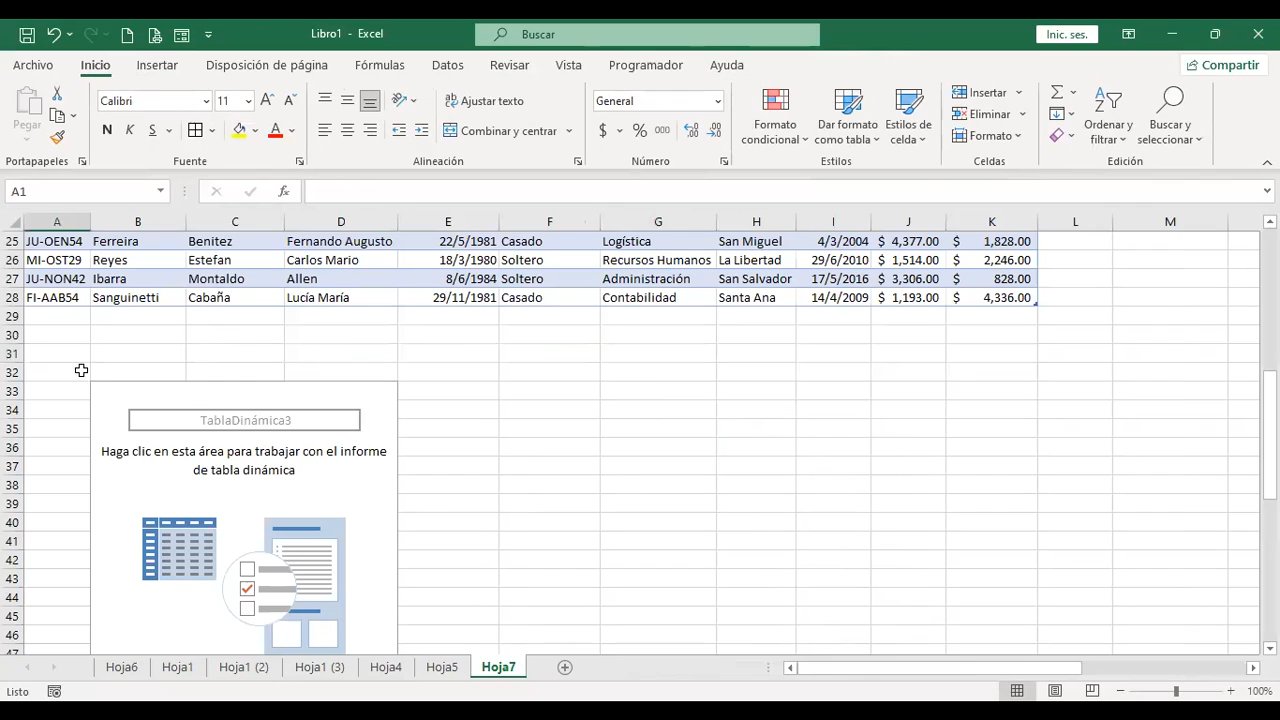 Libro1 - Excel
Buscar
Inic. ses.
Archivo Inicio Insertar Disposición de página Fórmulas Datos Revisar Vista Programador Ayuda
Compartir
Pegar
Calibri 11
N K S
Ajustar texto
Combinar y centrar
General
$ % 000
Formato condicional
Dar formato como tabla
Estilos de celda
Insertar
Eliminar
Formato
Ordenar y filtrar
Buscar y seleccionar
Portapapeles Fuente Alineación Número Estilos Celdas Edición
A1
A B C D E F G H I J K L M
25 JU-OEN54 Ferreira Benitez Fernando Augusto 22/5/1981 Casado Logística San Miguel 4/3/2004 $ 4,377.00 $ 1,828.00
26 MI-OST29 Reyes Estefan Carlos Mario 18/3/1980 Soltero Recursos Humanos La Libertad 29/6/2010 $ 1,514.00 $ 2,246.00
27 JU-NON42 Ibarra Montaldo Allen 8/6/1984 Soltero Administración San Salvador 17/5/2016 $ 3,306.00 $ 828.00
28 FI-AAB54 Sanguinetti Cabaña Lucía María 29/11/1981 Casado Contabilidad Santa Ana 14/4/2009 $ 1,193.00 $ 4,336.00
29
30
31
32
33
34
TablaDinámica3
35
36
Haga clic en esta área para trabajar con el informe
37
de tabla dinámica
38
39
40
41
42
43
44
45
46
47
Hoja6 Hoja1 Hoja1 (2) Hoja1 (3) Hoja4 Hoja5 Hoja7
Listo
100%